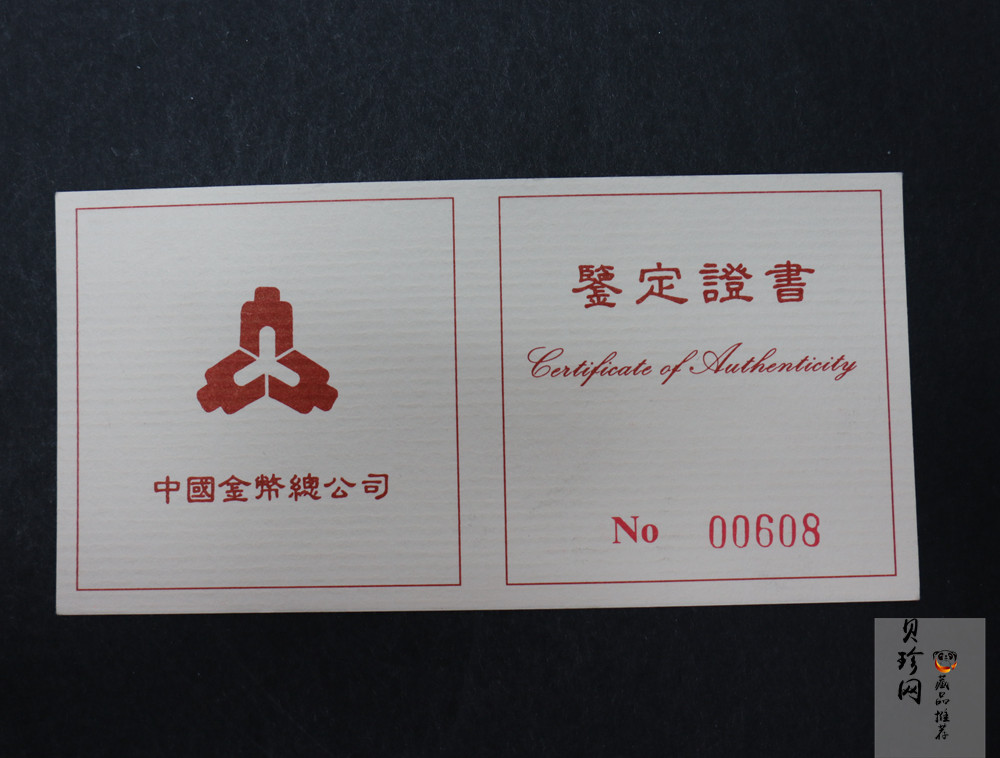 中國金幣總公司
鑒定證書
Certificate of Authenticity
No 00608
贝珍网
藏品推荐